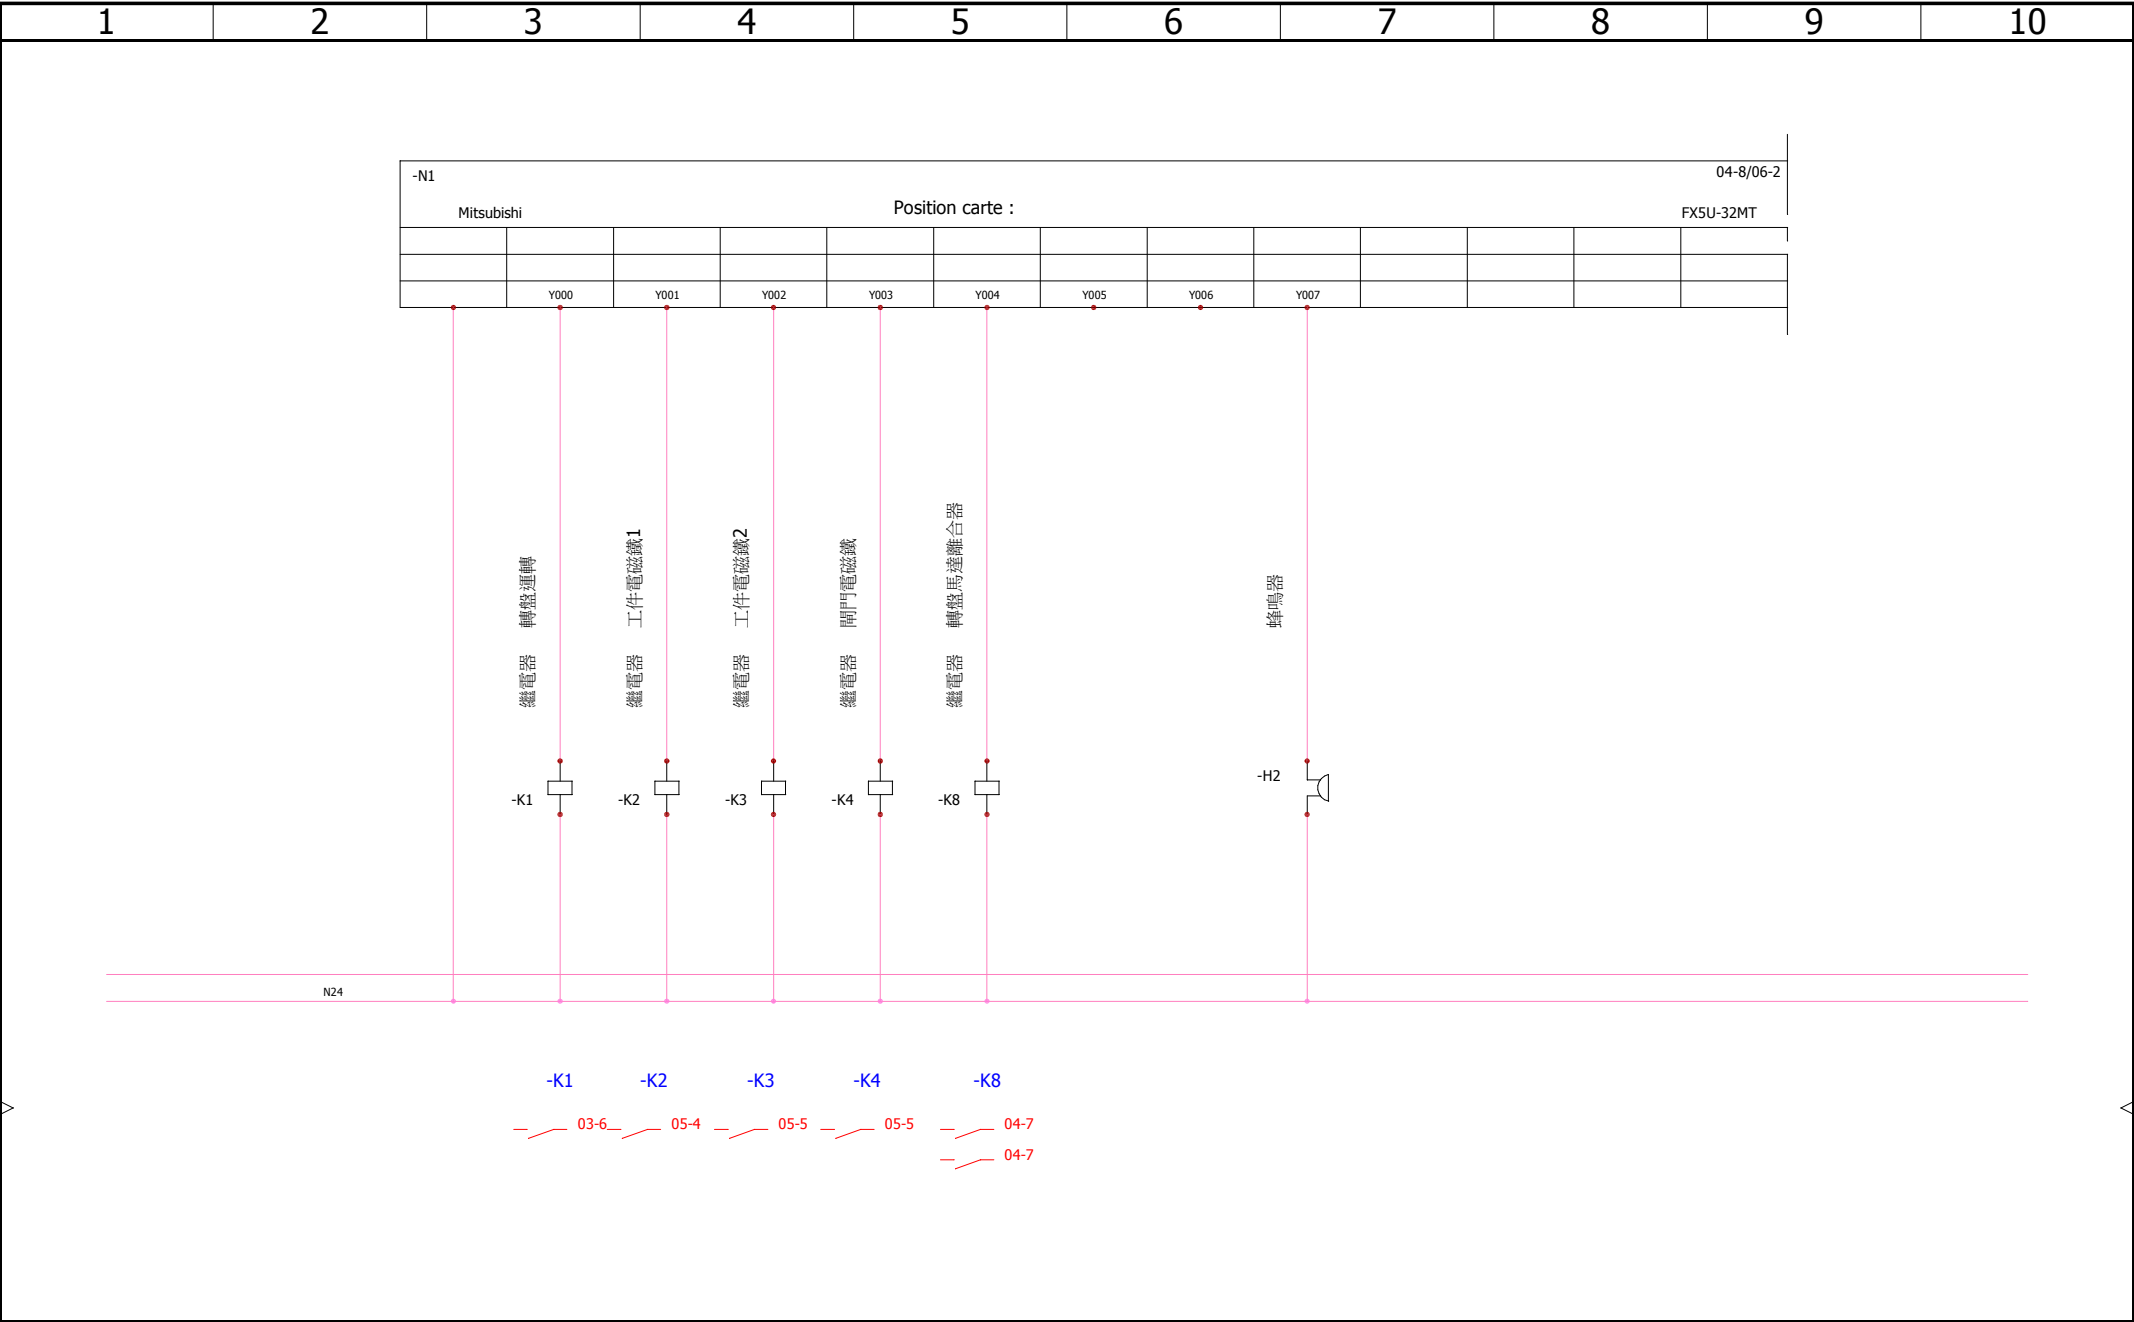 1 2 3 4 5 6 7 8 9 10
-N1 04-8/06-2
Mitsubishi Position carte : FX5U-32MT
Y000 Y001 Y002 Y003 Y004 Y005 Y006 Y007
繼電器 轉盤運轉
繼電器 工件電磁鐵1
繼電器 工件電磁鐵2
繼電器 閘門電磁鐵
繼電器 轉盤馬達離合器
蜂鳴器
-K1 -K2 -K3 -K4 -K8 -H2
N24
-K1 -K2 -K3 -K4 -K8
03-6 05-4 05-5 05-5 04-7
04-7